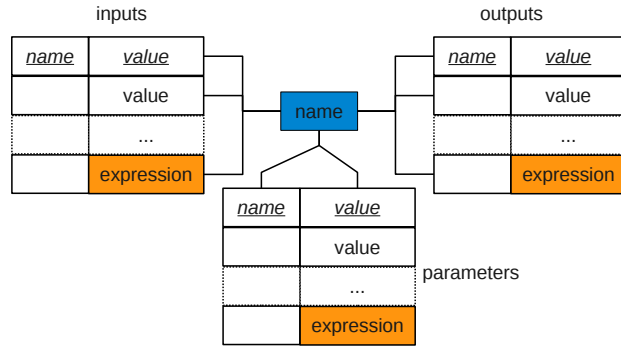 inputs
outputs
name value
name value
value
name
value
...
...
expression
expression
name value
value
...
parameters
expression